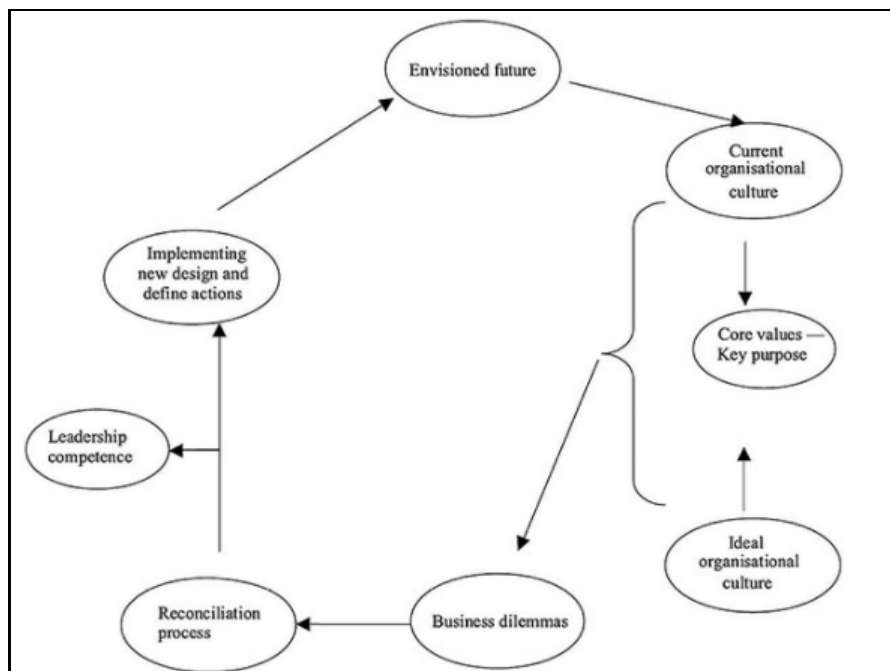 Envisioned future
Current
organisational
culture
Implementing
new design and
define actions
Core values —
Key purpose
Leadership
competence
Ideal
organisational
culture
Reconciliation
process
Business dilemmas